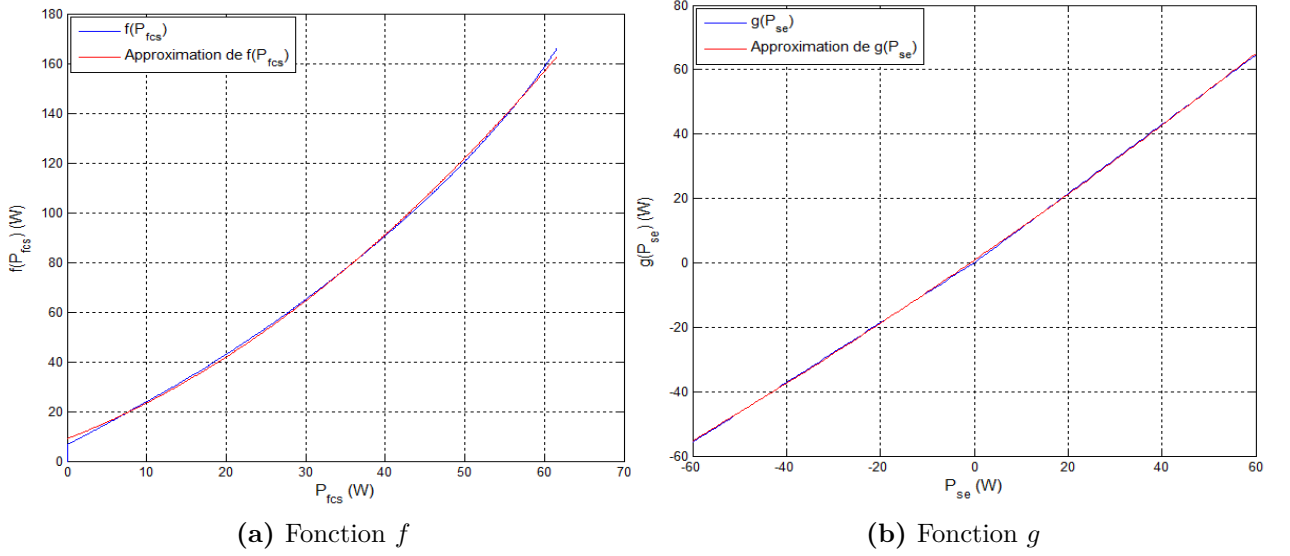 180
160
140
120
100
80
60
40
20
0
f(P_fcs) (W)
f(P_fcs)
Approximation de f(P_fcs)
0 10 20 30 40 50 60 70
P_fcs (W)
(a) Fonction f
80
60
40
20
0
-20
-40
-60
g(P_se) (W)
g(P_se)
Approximation de g(P_se)
-60 -40 -20 0 20 40 60
P_se (W)
(b) Fonction g